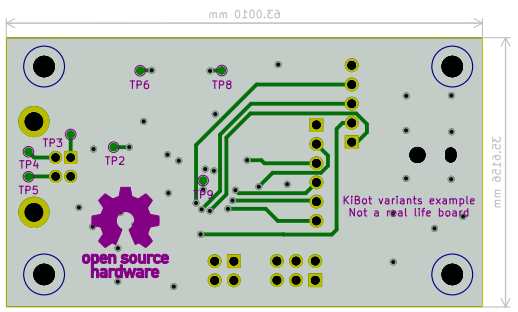 63.0010 mm
TP6
TP8
TP3
TP2
TP4
TP5
TP9
35.6156 mm
KiBot variants example
Not a real life board
open source
hardware